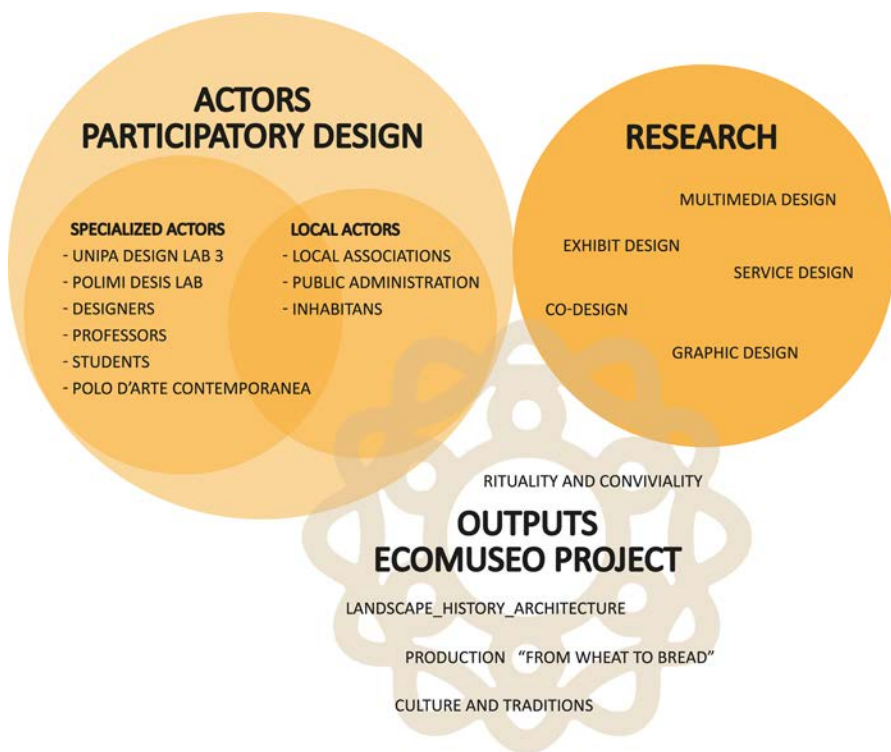 ACTORS
PARTICIPATORY DESIGN
SPECIALIZED ACTORS
- UNIPA DESIGN LAB 3
- POLIMI DESIS LAB
- DESIGNERS
- PROFESSORS
- STUDENTS
- POLO D'ARTE CONTEMPORANEA
LOCAL ACTORS
- LOCAL ASSOCIATIONS
- PUBLIC ADMINISTRATION
- INHABITANS
RESEARCH
MULTIMEDIA DESIGN
EXHIBIT DESIGN
SERVICE DESIGN
CO-DESIGN
GRAPHIC DESIGN
RITUALITY AND CONVIVIALITY
OUTPUTS
ECOMUSEO PROJECT
LANDSCAPE_HISTORY_ARCHITECTURE
PRODUCTION “FROM WHEAT TO BREAD”
CULTURE AND TRADITIONS